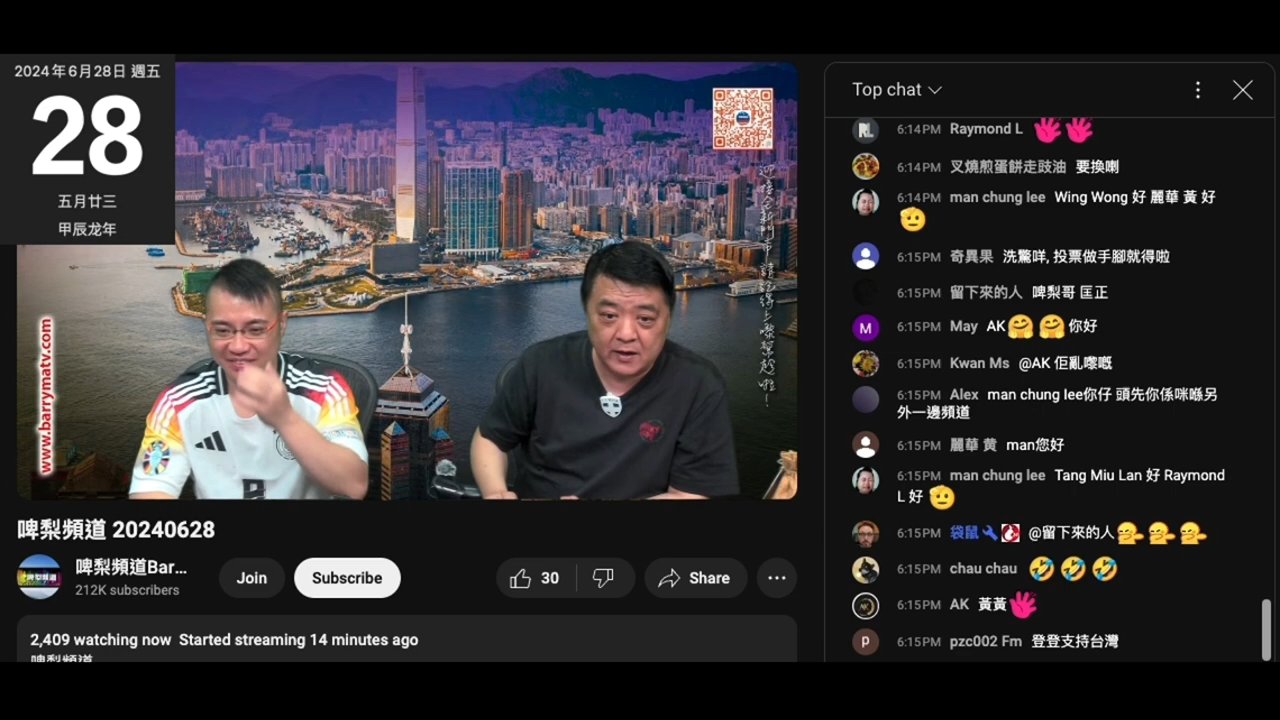 2024年6月28日 週五
28
五月廿三
甲辰龙年
www.barrymatv.com
啤梨頻道 20240628
啤梨頻道Bar...
212K subscribers
Join
Subscribe
30
Share
2,409 watching now Started streaming 14 minutes ago
啤梨頻道
Top chat
6:14PM Raymond L
6:14PM 叉燒煎蛋餅走豉油 要換喇
6:14PM man chung lee Wing Wong 好 麗華 黃 好
6:15PM 奇異果 洗驚咩, 投票做手腳就得啦
6:15PM 留下來的人 啤梨哥 匡正
6:15PM May AK🤗🤗你好
6:15PM Kwan Ms @AK 佢亂嚟嘅
6:15PM Alex man chung lee你仔 頭先你係咪喺另
外一邊頻道
6:15PM 麗華 黄 man您好
6:15PM man chung lee Tang Miu Lan 好 Raymond
L 好
6:15PM 袋鼠 @留下來的人
6:15PM chau chau 🤣🤣🤣
6:15PM AK 黃黃
6:15PM pzc002 Fm 登登支持台灣